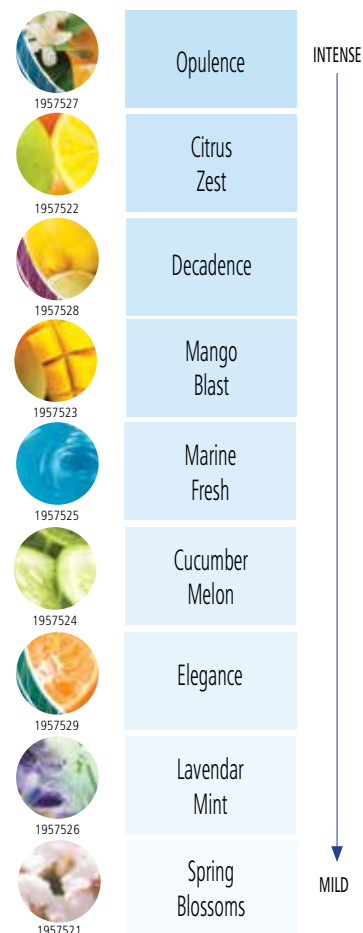 Opulence
INTENSE
1957527
Citrus
Zest
1957522
Decadence
1957528
Mango
Blast
1957523
Marine
Fresh
1957525
Cucumber
Melon
1957524
Elegance
1957529
Lavendar
Mint
1957526
Spring
Blossoms
MILD
1957521